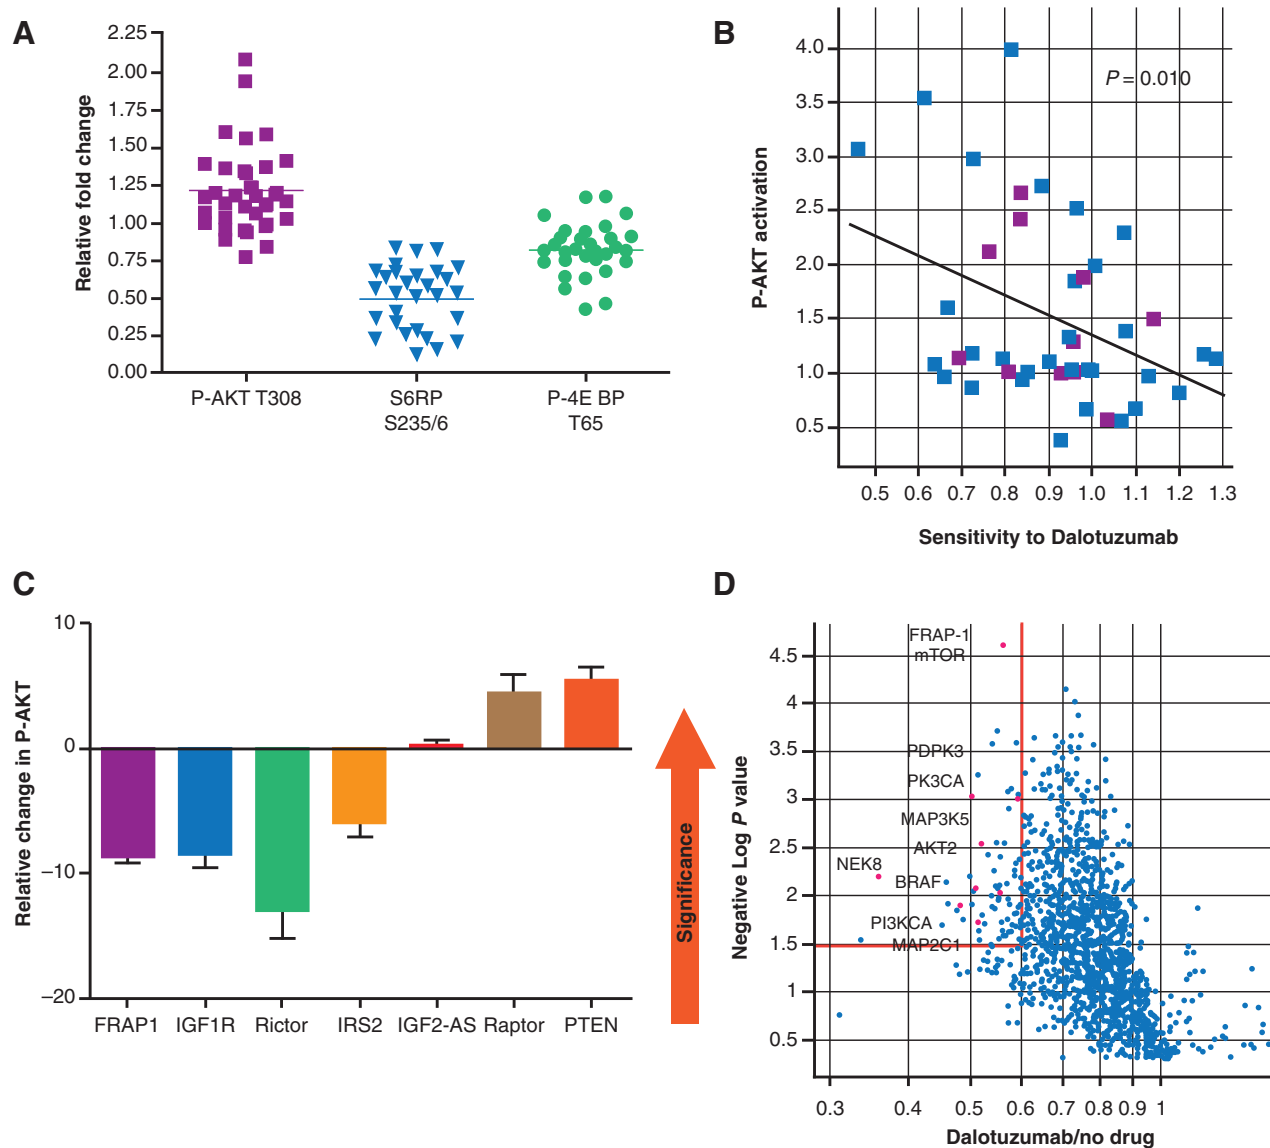 A
Relative fold change
2.25
2.00
1.75
1.50
1.25
1.00
0.75
0.50
0.25
0.00
P-AKT T308
S6RP
S235/6
P-4E BP
T65
B
P-AKT activation
4.0
3.5
3.0
2.5
2.0
1.5
1.0
0.5
P = 0.010
0.5 0.6 0.7 0.8 0.9 1.0 1.1 1.2 1.3
Sensitivity to Dalotuzumab
C
Relative change in P-AKT
10
0
−10
−20
FRAP1 IGF1R Rictor IRS2 IGF2-AS Raptor PTEN
Significance
D
Negative Log P value
4.5
4
3.5
3
2.5
2
1.5
1
0.5
FRAP-1
mTOR
PDPK3
PK3CA
MAP3K5
AKT2
NEK8
BRAF
PI3KCA
MAP2C1
0.3 0.4 0.5 0.6 0.7 0.8 0.9 1
Dalotuzumab/no drug